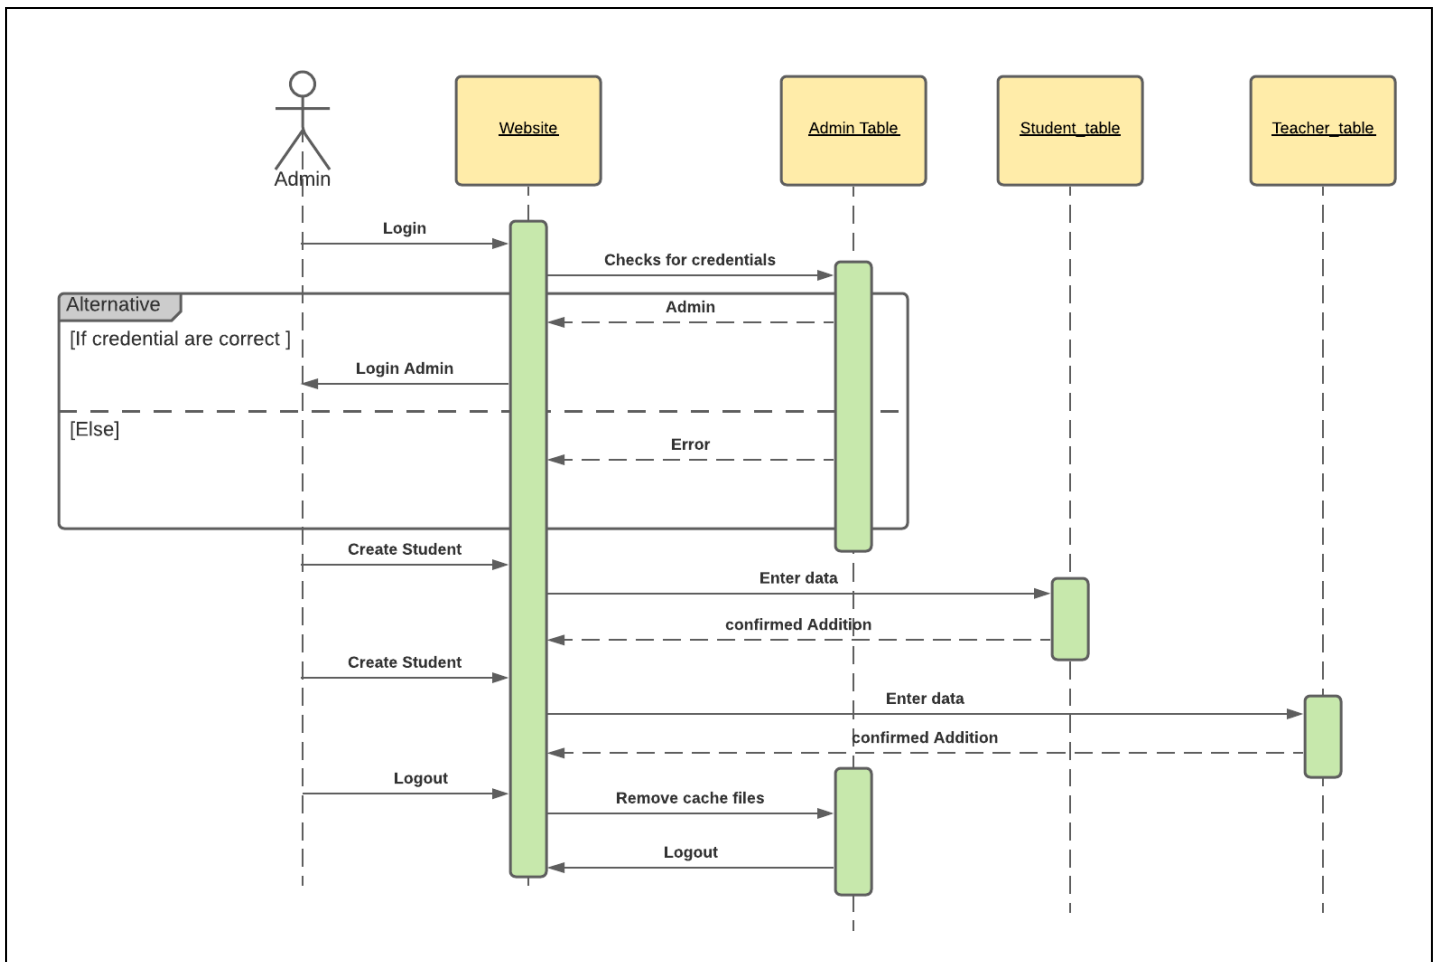 Website
Admin Table
Student_table
Teacher_table
Admin
Login
Checks for credentials
Alternative
Admin
[If credential are correct ]
Login Admin
[Else]
Error
Create Student
Enter data
confirmed Addition
Create Student
Enter data
confirmed Addition
Logout
Remove cache files
Logout